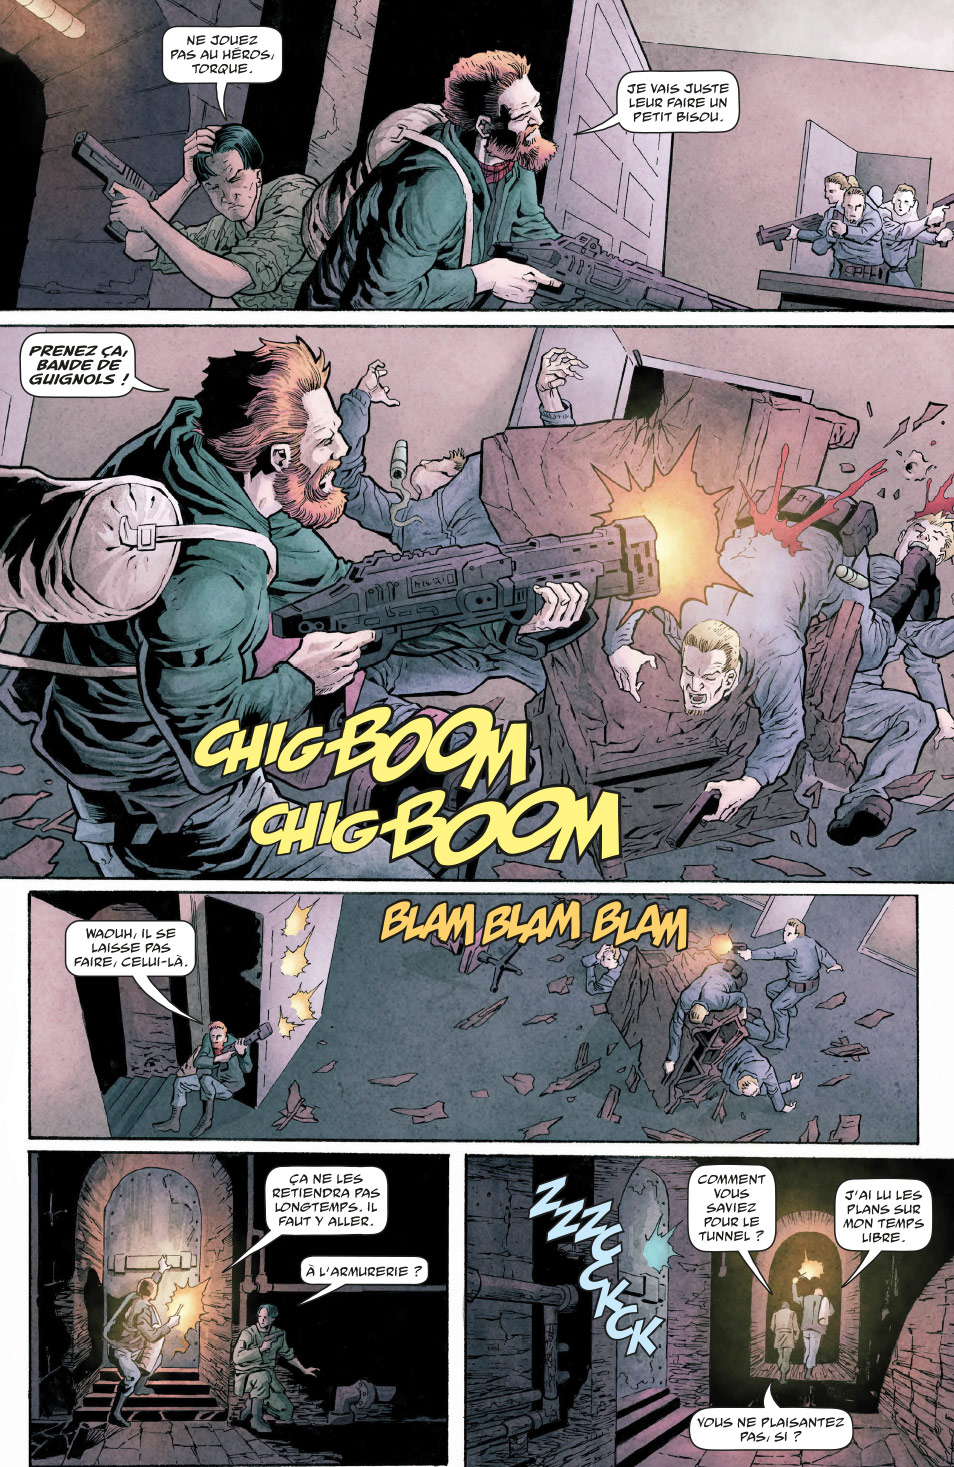 NE JOUEZ
PAS AU HÉROS,
TORQUE.
JE VAIS JUSTE
LEUR FAIRE UN
PETIT BISOU.
PRENEZ ÇA,
BANDE DE
GUIGNOLS !
CHIG-BOOM
CHIG-BOOM
BLAM BLAM BLAM
WAOUH, IL SE
LAISSE PAS
FAIRE, CELUI-LÀ.
ÇA NE LES
RETIENDRA PAS
LONGTEMPS. IL
FAUT Y ALLER.
À L'ARMURERIE ?
ZZZZCKCKCK
COMMENT
VOUS
SAVIEZ
POUR LE
TUNNEL ?
J'AI LU LES
PLANS SUR
MON TEMPS
LIBRE.
VOUS NE PLAISANTEZ
PAS, SI ?